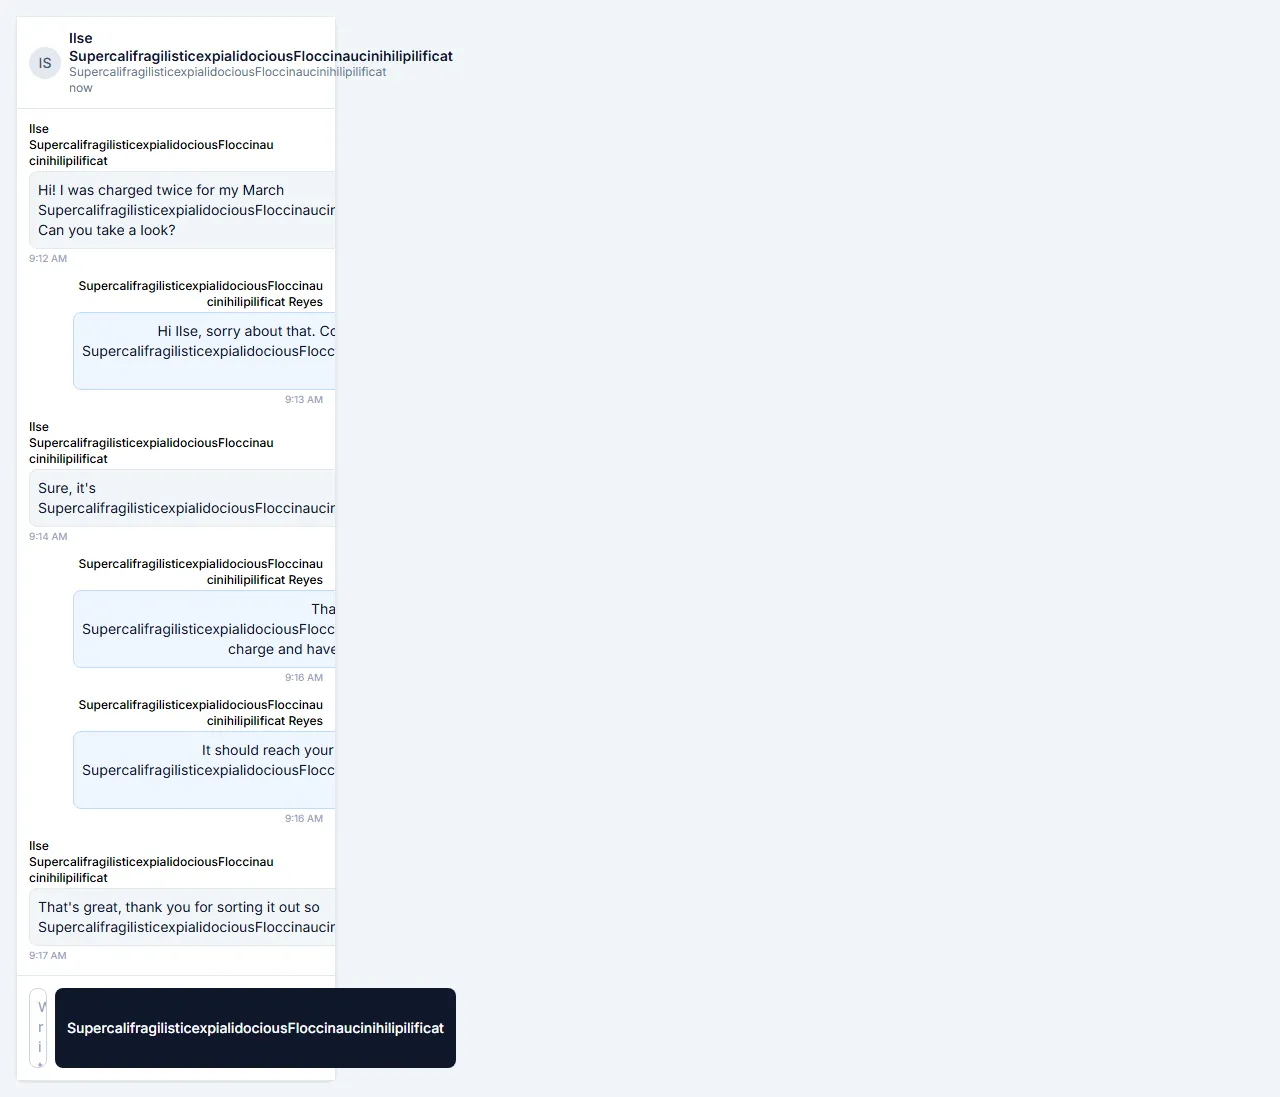 Ilse
SupercalifragilisticexpialidociousFloccinaucinihilipilificat
IS
SupercalifragilisticexpialidociousFloccinaucinihilipilificat
now
Ilse
SupercalifragilisticexpialidociousFloccinau
cinihilipilificat
Hi! I was charged twice for my March
SupercalifragilisticexpialidociousFloccinaucin
Can you take a look?
9:12 AM
SupercalifragilisticexpialidociousFloccinau
cinihilipilificat Reyes
Hi Ilse, sorry about that. Co
SupercalifragilisticexpialidociousFlocc
9:13 AM
Ilse
SupercalifragilisticexpialidociousFloccinau
cinihilipilificat
Sure, it's
SupercalifragilisticexpialidociousFloccinaucin
9:14 AM
SupercalifragilisticexpialidociousFloccinau
cinihilipilificat Reyes
Tha
SupercalifragilisticexpialidociousFlocc
charge and have
9:16 AM
SupercalifragilisticexpialidociousFloccinau
cinihilipilificat Reyes
It should reach your
SupercalifragilisticexpialidociousFlocc
9:16 AM
Ilse
SupercalifragilisticexpialidociousFloccinau
cinihilipilificat
That's great, thank you for sorting it out so
SupercalifragilisticexpialidociousFloccinaucin
9:17 AM
W
r
i
SupercalifragilisticexpialidociousFloccinaucinihilipilificat